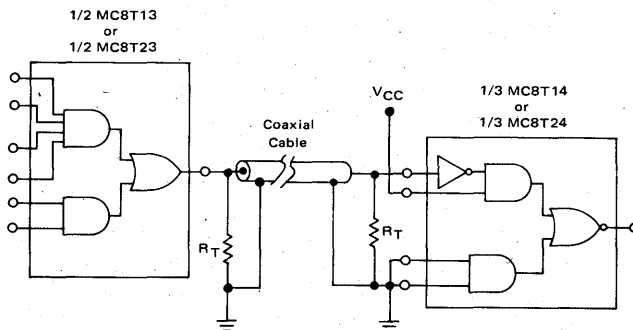 1/2 MC8T13
or
1/2 MC8T23
VCC
1/3 MC8T14
or
1/3 MC8T24
Coaxial
Cable
RT
RT